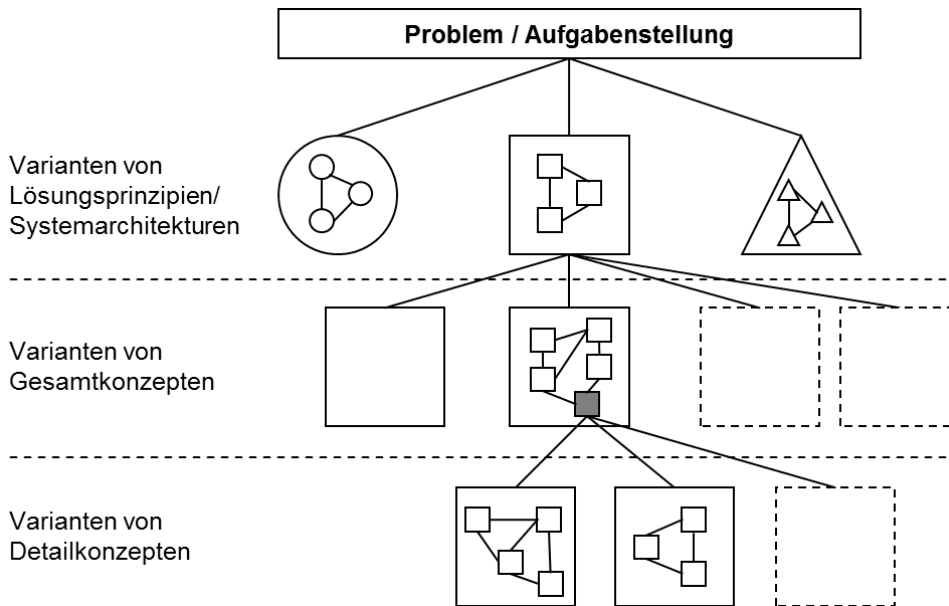 Problem / Aufgabenstellung
Varianten von
Lösungsprinzipien/
Systemarchitekturen
Varianten von
Gesamtkonzepten
Varianten von
Detailkonzepten